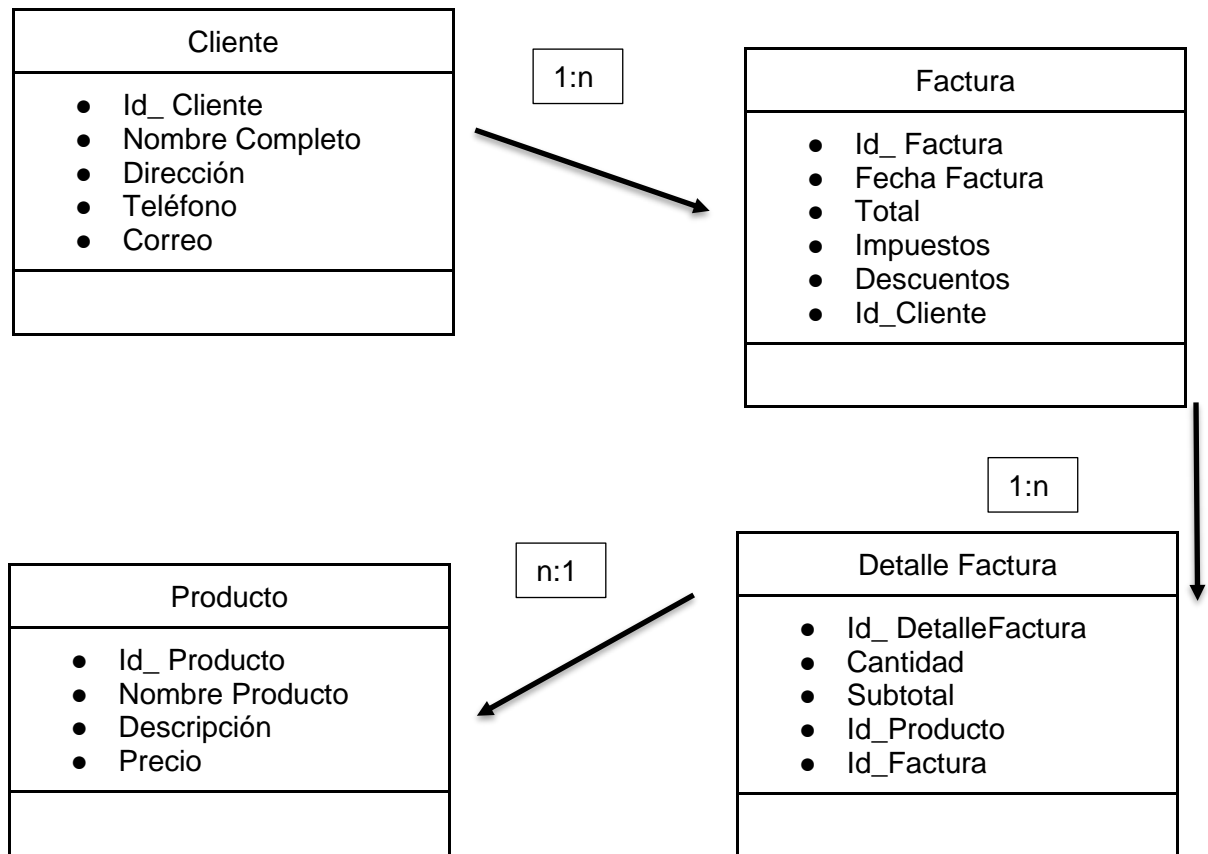 Cliente
● Id_ Cliente
● Nombre Completo
● Dirección
● Teléfono
● Correo
1:n
Factura
● Id_ Factura
● Fecha Factura
● Total
● Impuestos
● Descuentos
● Id_Cliente
1:n
Detalle Factura
● Id_ DetalleFactura
● Cantidad
● Subtotal
● Id_Producto
● Id_Factura
n:1
Producto
● Id_ Producto
● Nombre Producto
● Descripción
● Precio